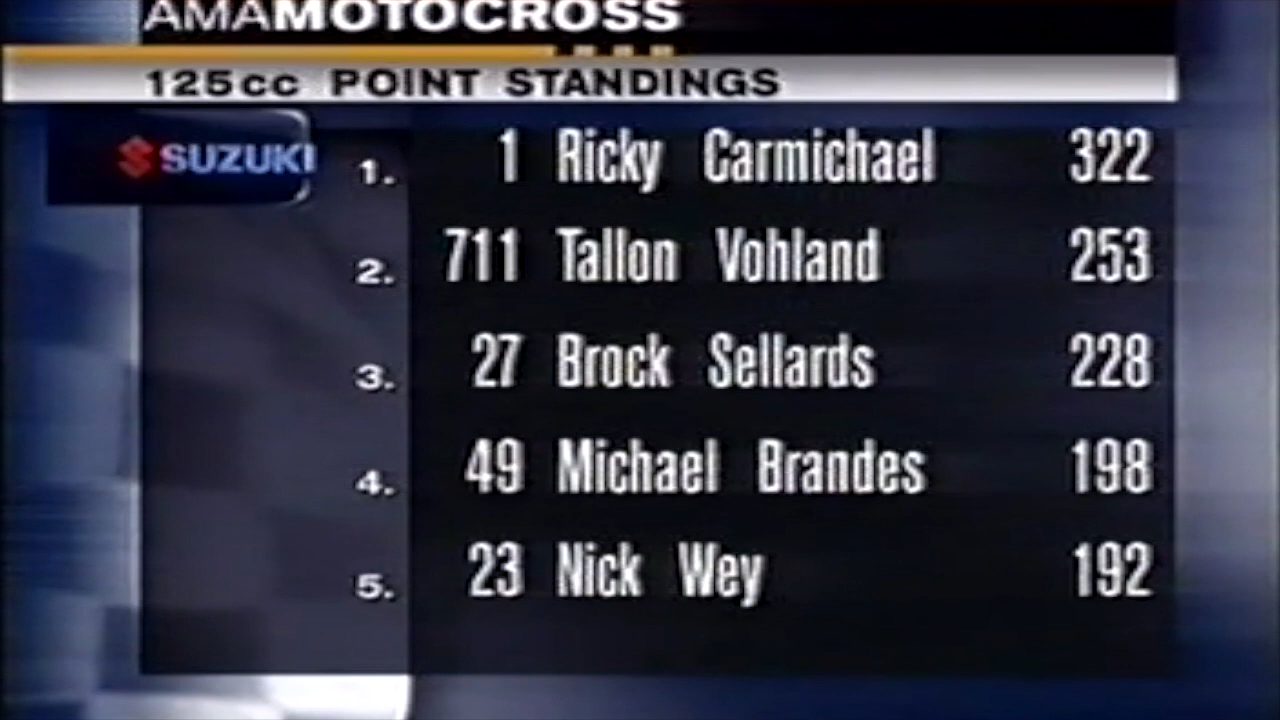 AMAMOTOCROSS
125cc POINT STANDINGS
SUZUKI
1. 1 Ricky Carmichael 322
2. 711 Tallon Vohland 253
3. 27 Brock Sellards 228
4. 49 Michael Brandes 198
5. 23 Nick Wey 192